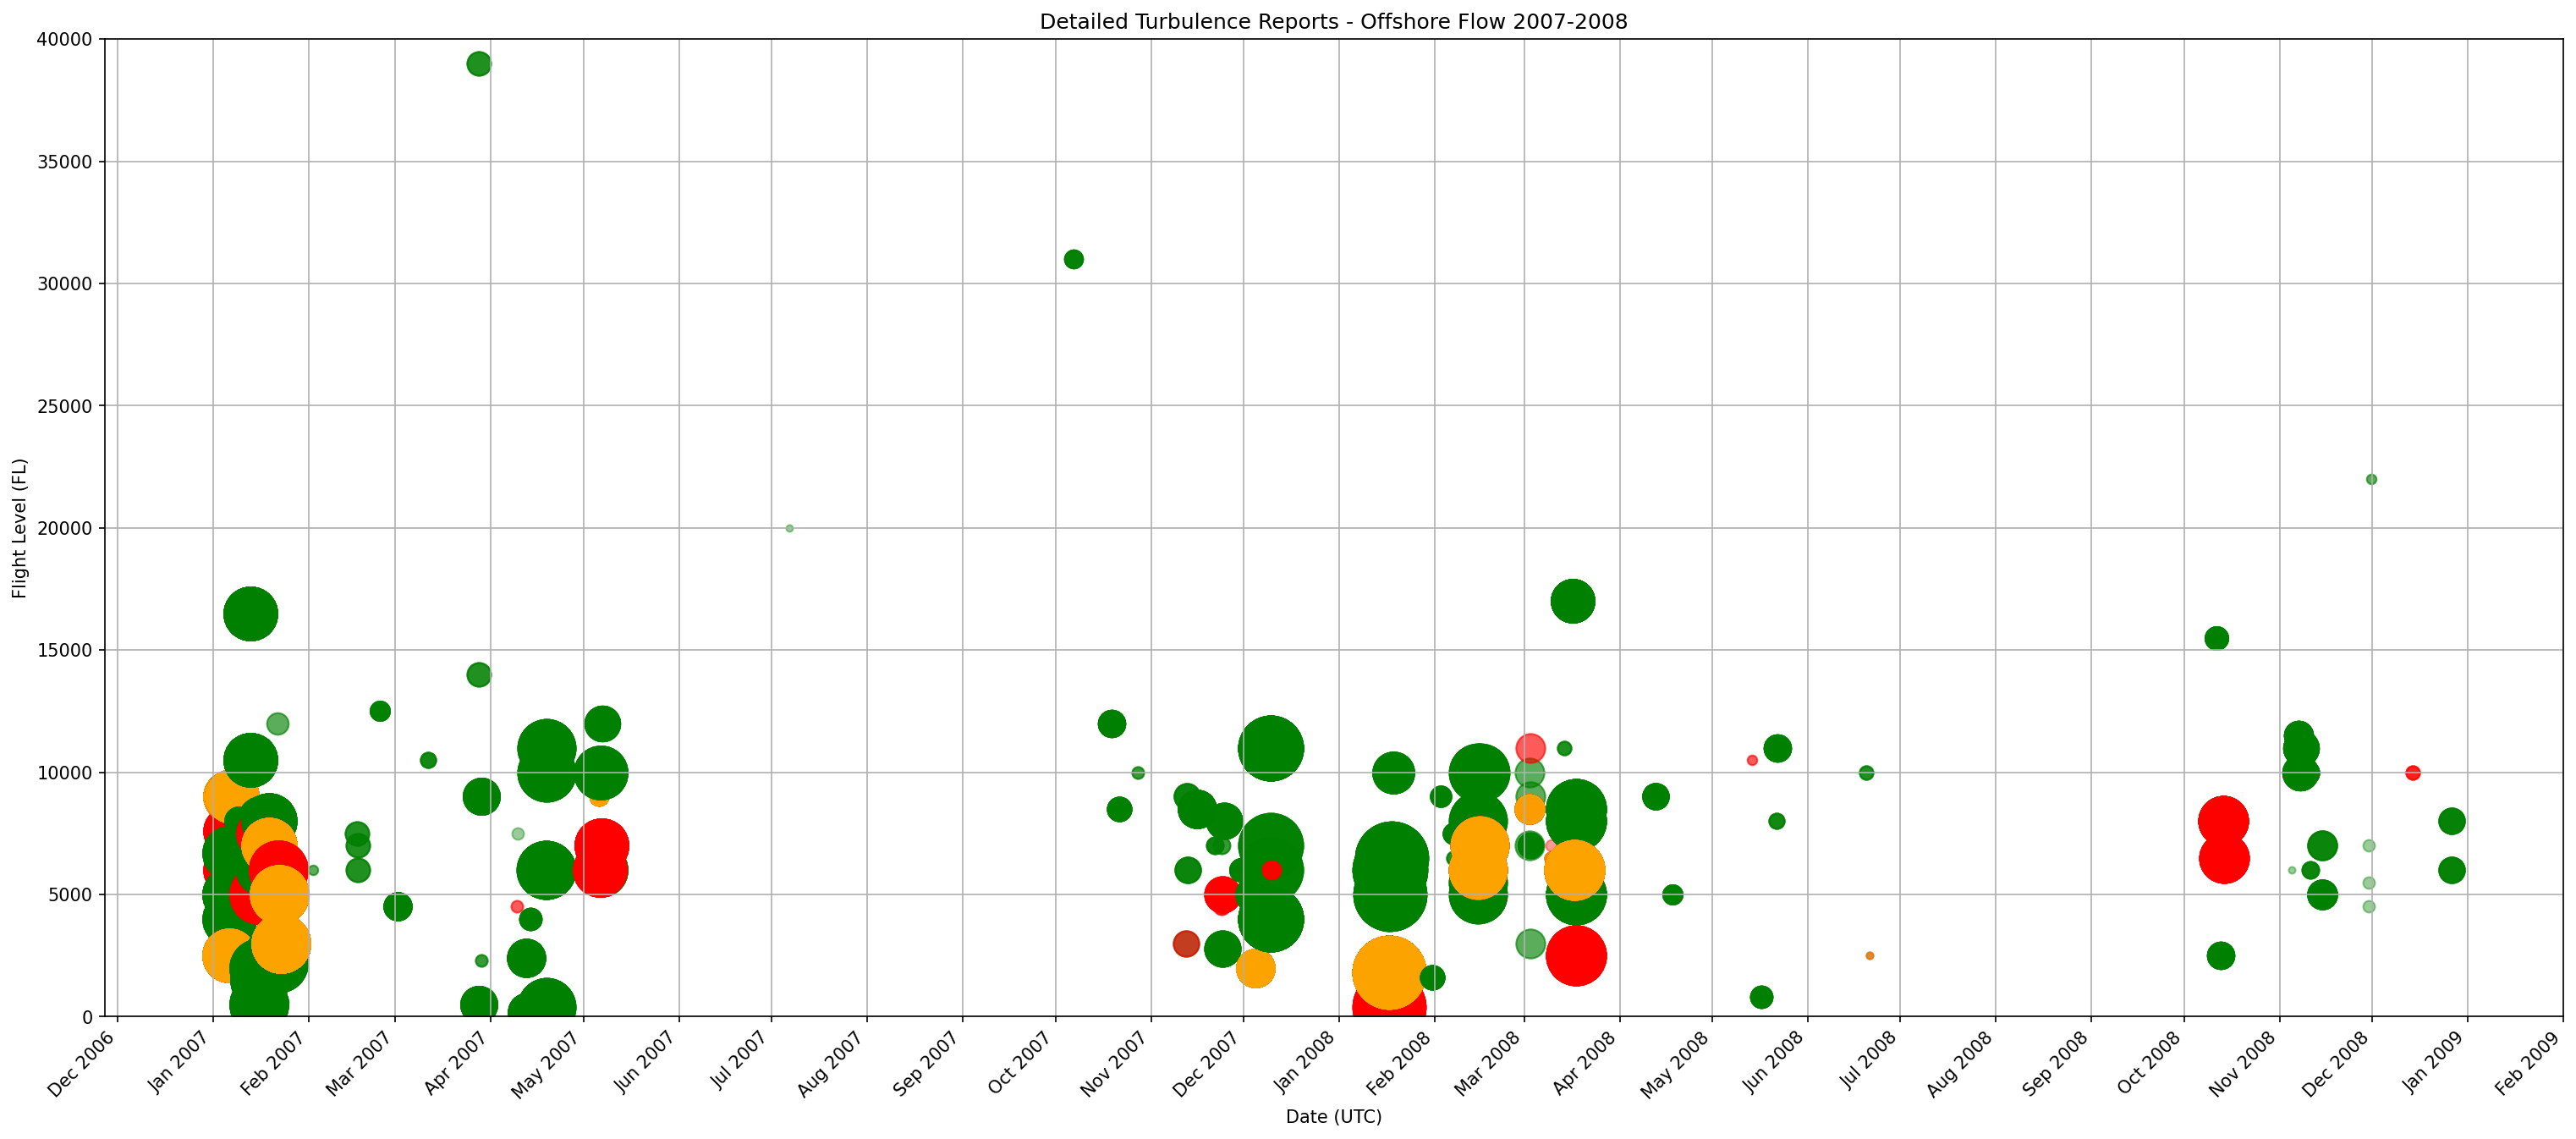 Detailed Turbulence Reports - Offshore Flow 2007-2008
40000
35000
30000
25000
20000
15000
10000
5000
0
Flight Level (FL)
Dec 2006
Jan 2007
Feb 2007
Mar 2007
Apr 2007
May 2007
Jun 2007
Jul 2007
Aug 2007
Sep 2007
Oct 2007
Nov 2007
Dec 2007
Jan 2008
Feb 2008
Mar 2008
Apr 2008
May 2008
Jun 2008
Jul 2008
Aug 2008
Sep 2008
Oct 2008
Nov 2008
Dec 2008
Jan 2009
Feb 2009
Date (UTC)